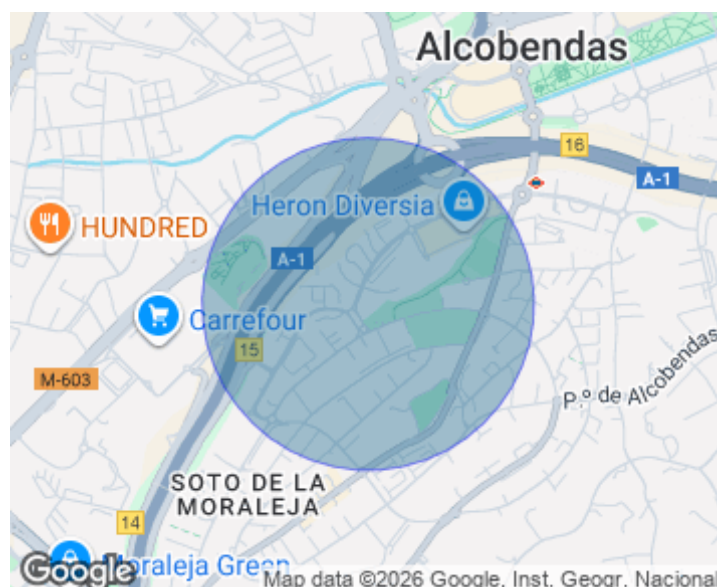 Alcobendas
16
A-1
Heron Diversia
HUNDRED
A-1
Carrefour
15
M-603
P.º de Alcobendas
SOTO DE LA
MORALEJA
14
Moraleja Green
Google
Map data ©2026 Google, Inst. Geogr. Nacional